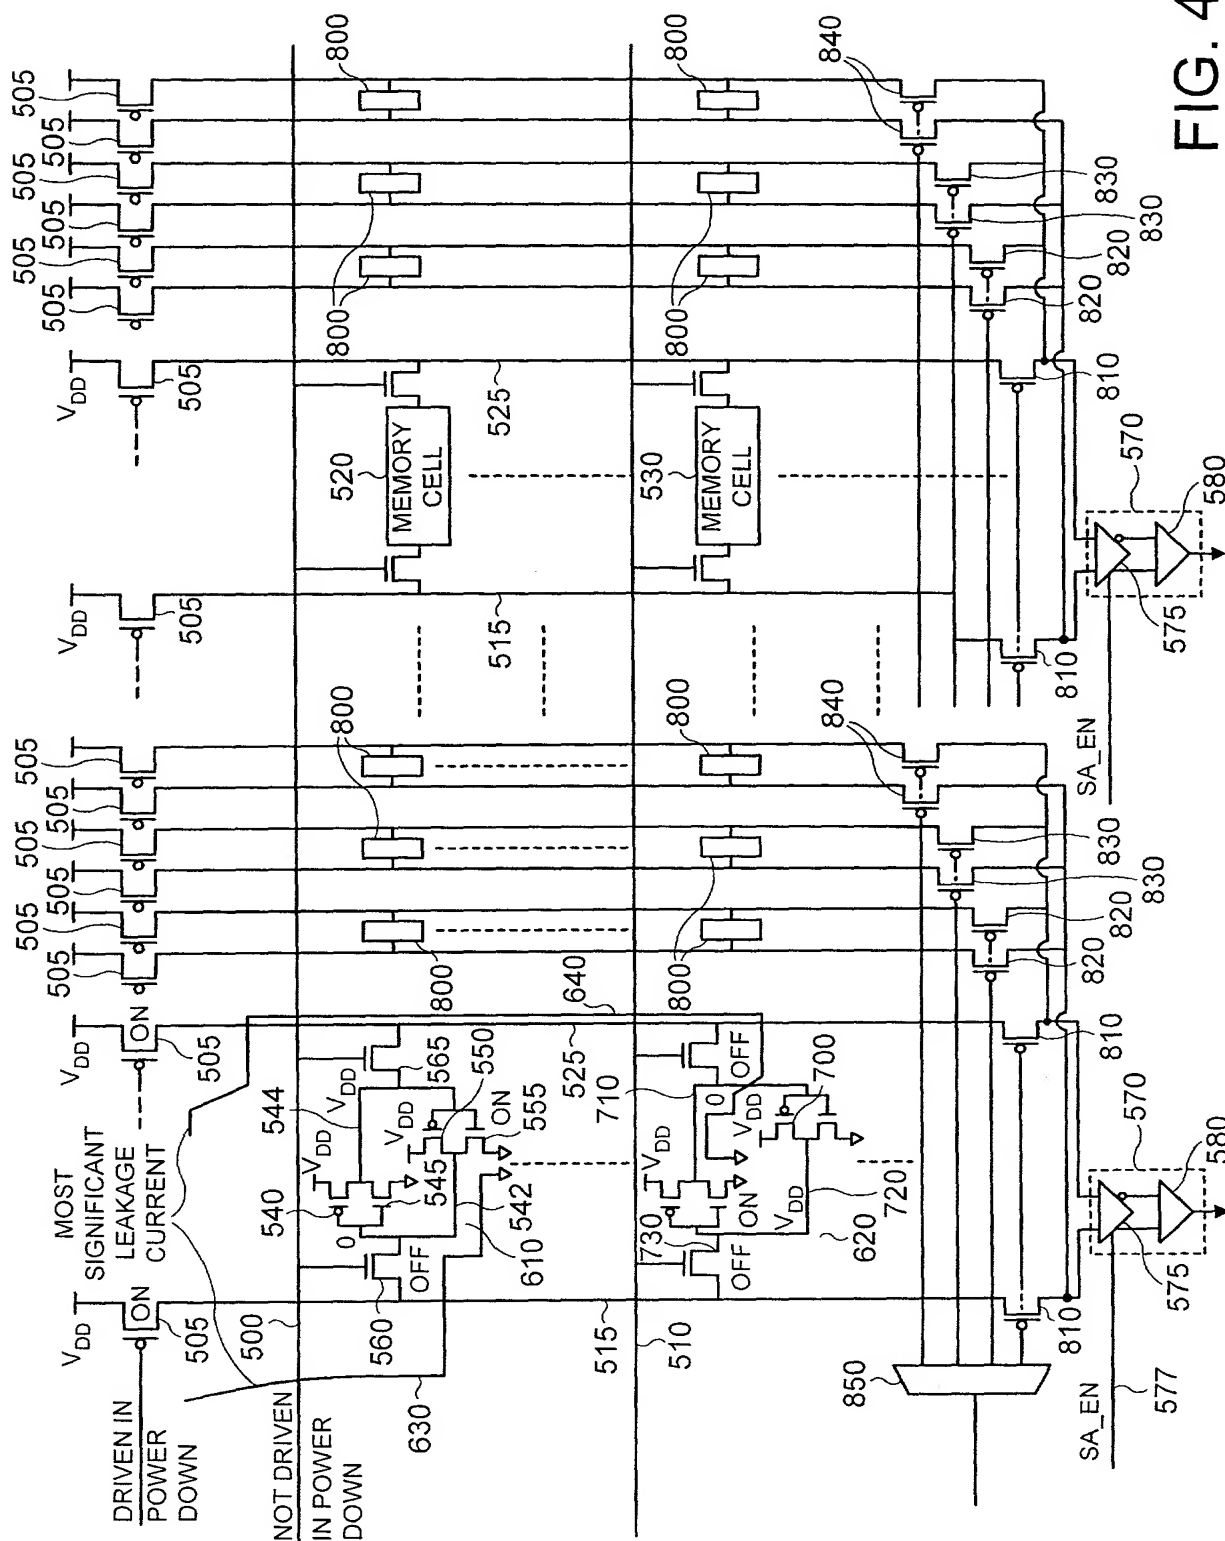 DRIVEN IN
POWER
DOWN
NOT DRIVEN
IN POWER
DOWN
MOST
SIGNIFICANT
LEAKAGE
CURRENT
V_DD
ON
505
V_DD
ON
505
505
505
505
505
505
505
V_DD
505
V_DD
505
505
505
505
505
505
505
500
630
560
OFF
0
540
V_DD
545
542
610
544
V_DD
V_DD
V_DD
565
550
ON
555
525
640
800
800
515
520
MEMORY
CELL
525
800
800
510
515
730
OFF
V_DD
ON
V_DD
620
720
710
0
V_DD
OFF
700
800
800
530
MEMORY
CELL
800
800
850
810
810
820
820
830
830
840
810
810
820
820
830
830
840
SA_EN
577
575
570
580
SA_EN
575
570
580
FIG. 4